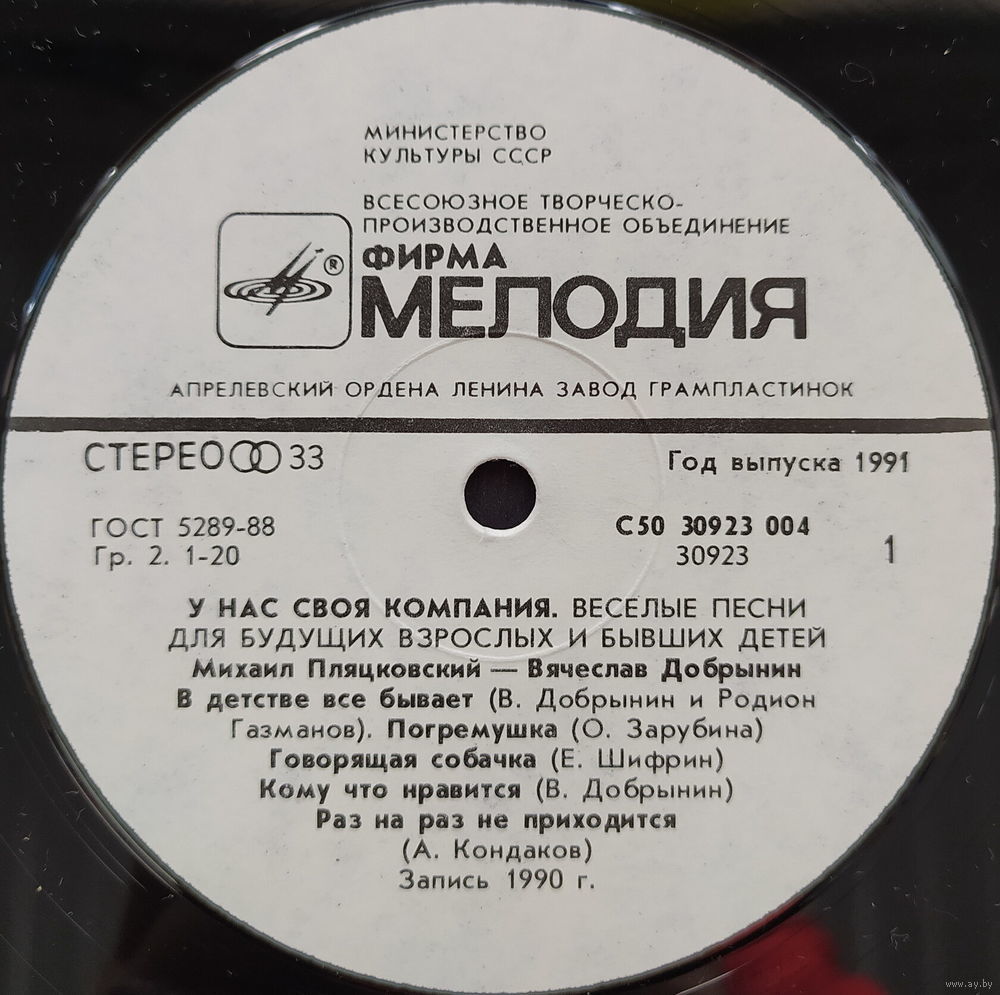 МИНИСТЕРСТВО
КУЛЬТУРЫ СССР
ВСЕСОЮЗНОЕ ТВОРЧЕСКО-
ПРОИЗВОДСТВЕННОЕ ОБЪЕДИНЕНИЕ
®
ФИРМА
МЕЛОДИЯ
АПРЕЛЕВСКИЙ ОРДЕНА ЛЕНИНА ЗАВОД ГРАМПЛАСТИНОК
СТЕРЕО 33
Год выпуска 1991
ГОСТ 5289-88
Гр. 2. 1-20
С50 30923 004
30923
1
У НАС СВОЯ КОМПАНИЯ. ВЕСЕЛЫЕ ПЕСНИ
ДЛЯ БУДУЩИХ ВЗРОСЛЫХ И БЫВШИХ ДЕТЕЙ
Михаил Пляцковский — Вячеслав Добрынин
В детстве все бывает (В. Добрынин и Родион
Газманов). Погремушка (О. Зарубина)
Говорящая собачка (Е. Шифрин)
Кому что нравится (В. Добрынин)
Раз на раз не приходится
(А. Кондаков)
Запись 1990 г.
www.ay.by